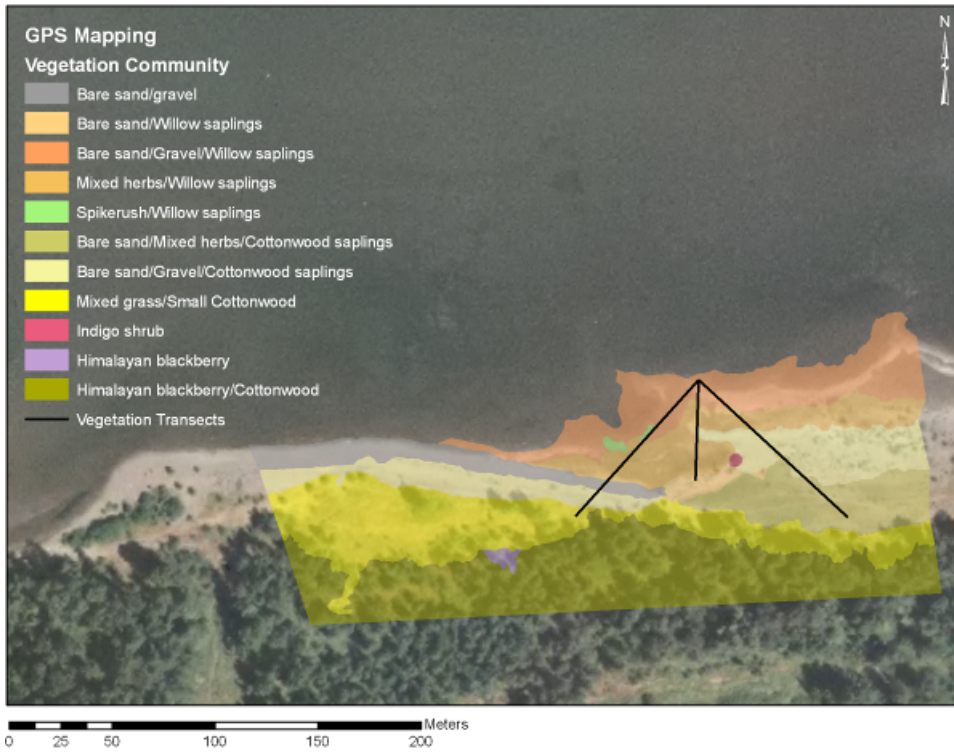 GPS Mapping
N
Vegetation Community
Bare sand/gravel
Bare sand/Willow saplings
Bare sand/Gravel/Willow saplings
Mixed herbs/Willow saplings
Spikerush/Willow saplings
Bare sand/Mixed herbs/Cottonwood saplings
Bare sand/Gravel/Cottonwood saplings
Mixed grass/Small Cottonwood
Indigo shrub
Himalayan blackberry
Himalayan blackberry/Cottonwood
Vegetation Transects
Meters
0 25 50 100 150 200